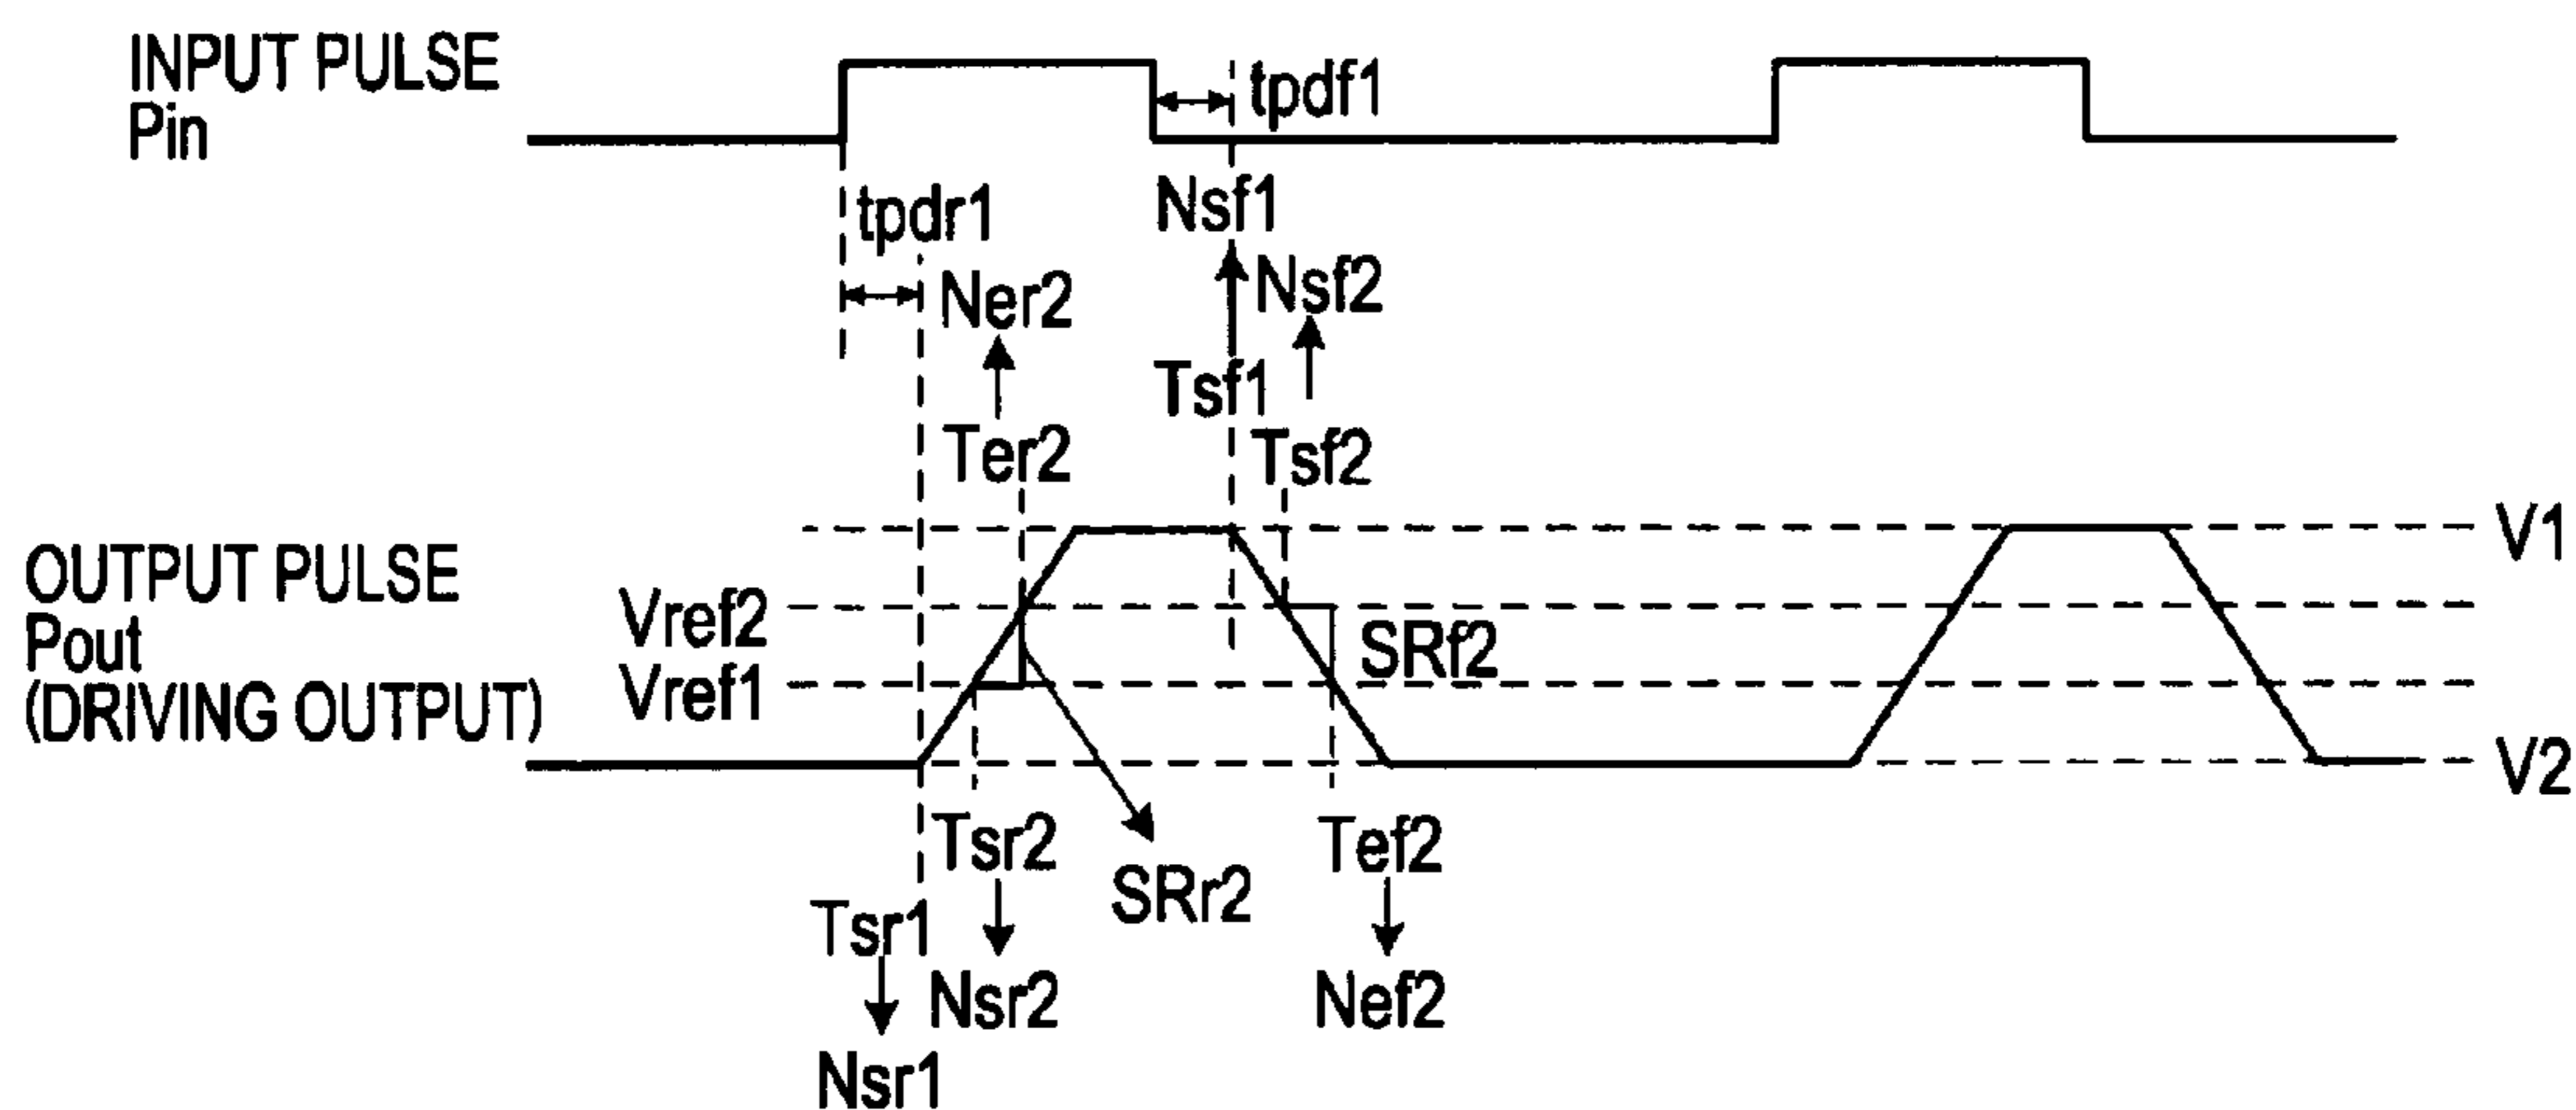 INPUT PULSE
Pin
tpdf1
tpdr1
Nsf1
Ner2
Nsf2
Tsf1
Ter2
Tsf2
V1
OUTPUT PULSE
Pout
(DRIVING OUTPUT)
Vref2
Vref1
SRf2
V2
Tsr2
Tef2
SRr2
Tsr1
Nsr2
Nef2
Nsr1